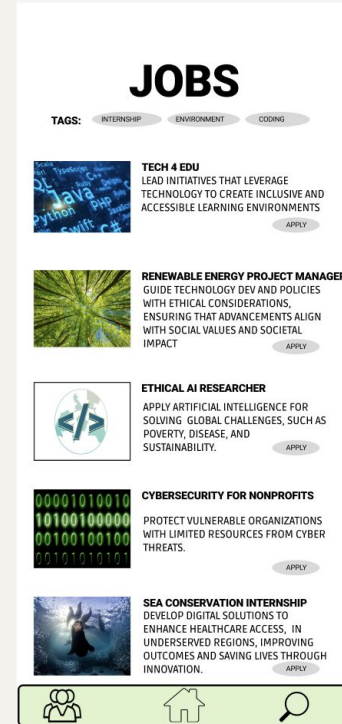 JOBS
TAGS: INTERNSHIP ENVIRONMENT CODING
TECH 4 EDU
LEAD INITIATIVES THAT LEVERAGE
TECHNOLOGY TO CREATE INCLUSIVE AND
ACCESSIBLE LEARNING ENVIRONMENTS
APPLY
Java
Python
PHP
Swift
C#
TypeScript
RENEWABLE ENERGY PROJECT MANAGER
GUIDE TECHNOLOGY DEV AND POLICIES
WITH ETHICAL CONSIDERATIONS,
ENSURING THAT ADVANCEMENTS ALIGN
WITH SOCIAL VALUES AND SOCIETAL
IMPACT
APPLY
</>
ETHICAL AI RESEARCHER
APPLY ARTIFICIAL INTELLIGENCE FOR
SOLVING GLOBAL CHALLENGES, SUCH AS
POVERTY, DISEASE, AND
SUSTAINABILITY.
APPLY
CYBERSECURITY FOR NONPROFITS
PROTECT VULNERABLE ORGANIZATIONS
WITH LIMITED RESOURCES FROM CYBER
THREATS.
APPLY
SEA CONSERVATION INTERNSHIP
DEVELOP DIGITAL SOLUTIONS TO
ENHANCE HEALTHCARE ACCESS, IN
UNDERSERVED REGIONS, IMPROVING
OUTCOMES AND SAVING LIVES THROUGH
INNOVATION.
APPLY